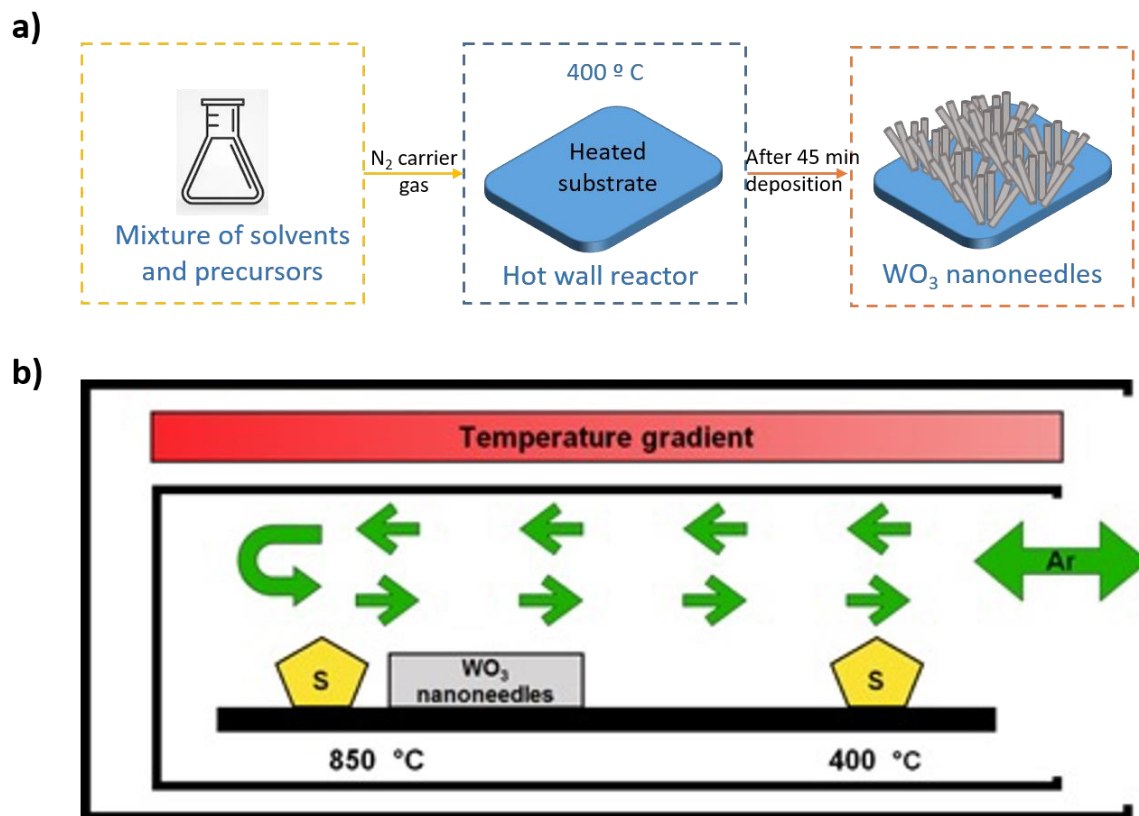 a)
400 º C
Heated
substrate
N₂ carrier
gas
After 45 min
deposition
Mixture of solvents
and precursors
Hot wall reactor
WO₃ nanoneedles
b)
Temperature gradient
Ar
S
WO₃
nanoneedles
S
850 °C
400 °C